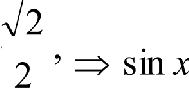 √2/2, ⇒ sin x